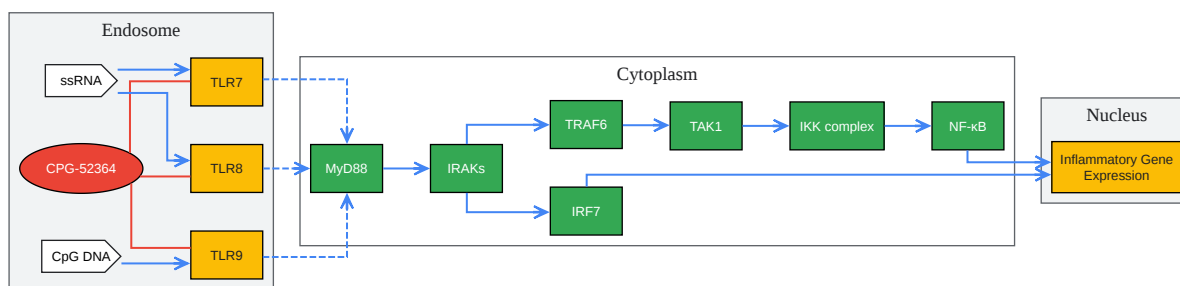 Endosome
ssRNA
TLR7
CPG-52364
TLR8
CpG DNA
TLR9
Cytoplasm
MyD88
IRAKs
TRAF6
TAK1
IKK complex
NF-κB
IRF7
Nucleus
Inflammatory Gene
Expression